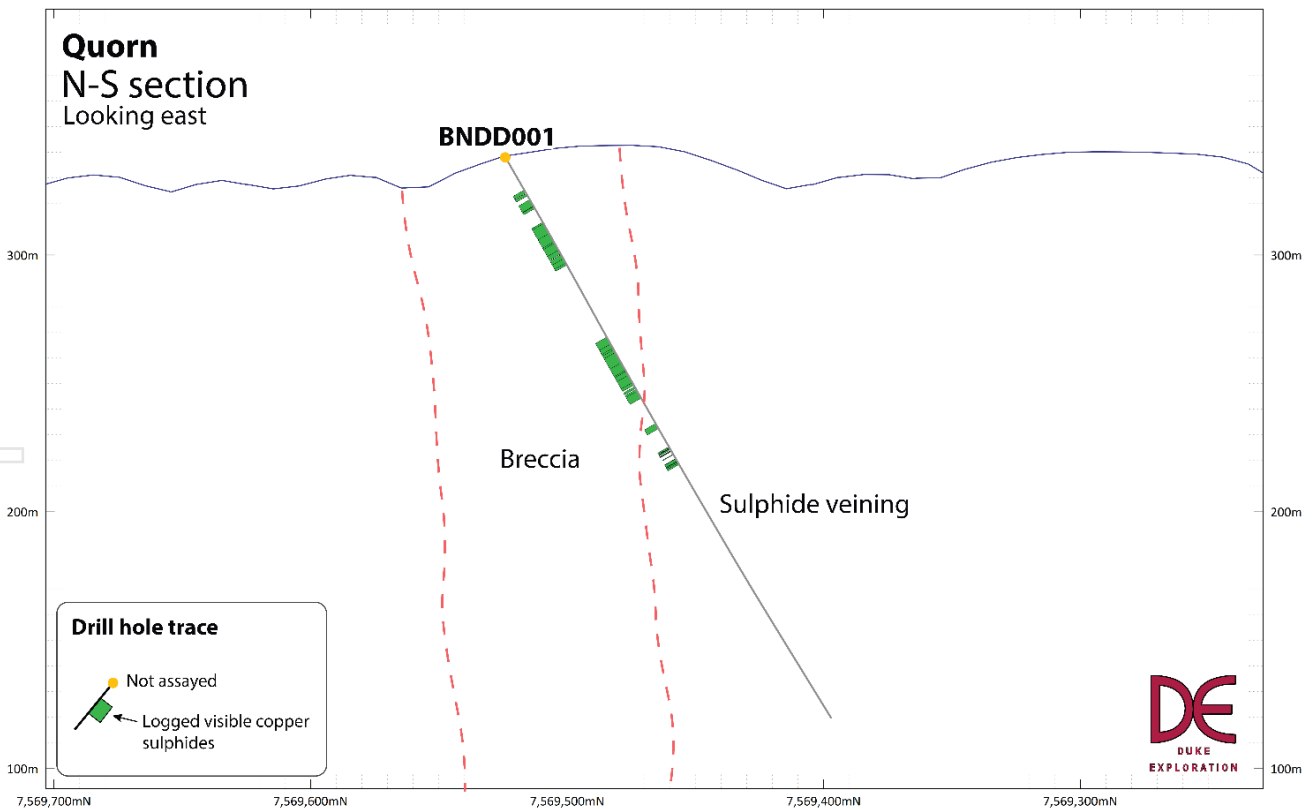 Quorn
N-S section
Looking east
BNDD001
300m
300m
Breccia
Sulphide veining
200m
200m
Drill hole trace
Not assayed
Logged visible copper
sulphides
DE
DUKE
EXPLORATION
100m
100m
7,569,700mN
7,569,600mN
7,569,500mN
7,569,400mN
7,569,300mN